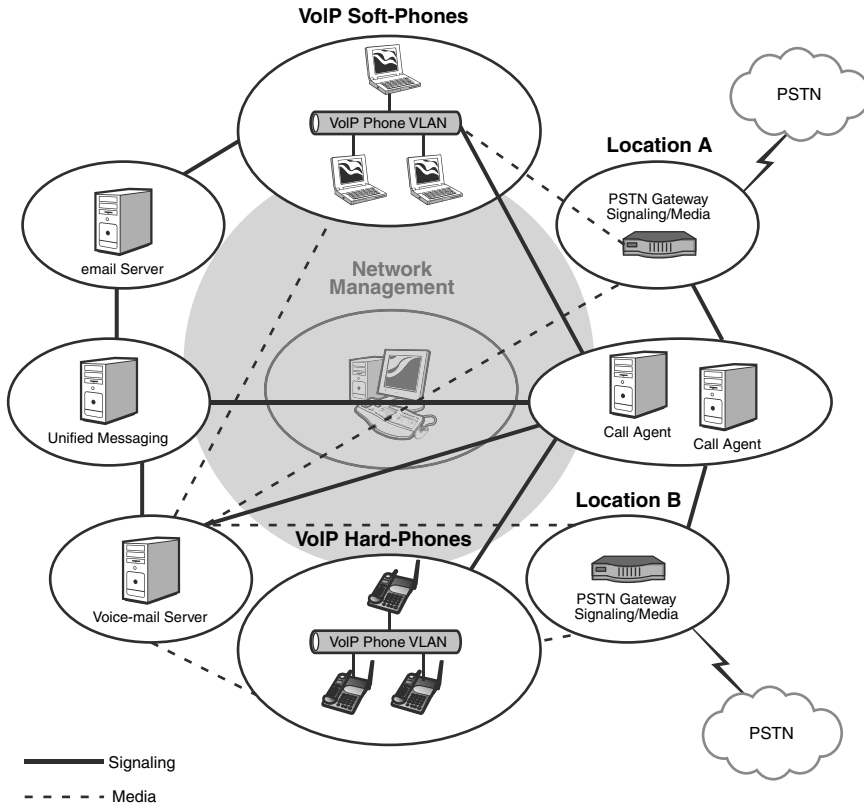 VoIP Soft-Phones
PSTN
VoIP Phone VLAN
Location A
PSTN Gateway
Signaling/Media
email Server
Network
Management
Unified Messaging
Call Agent
Call Agent
Location B
VoIP Hard-Phones
PSTN Gateway
Signaling/Media
Voice-mail Server
VoIP Phone VLAN
PSTN
Signaling
Media